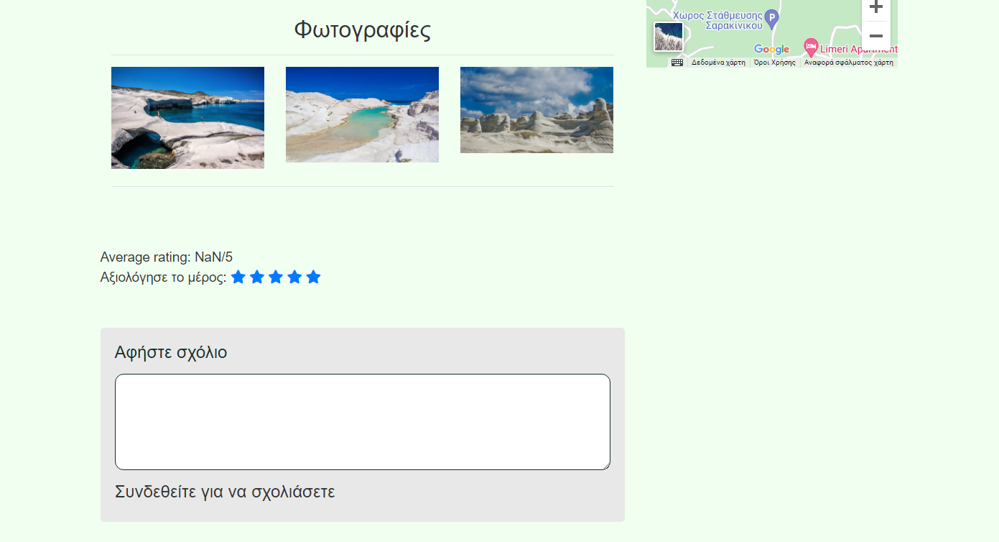 Φωτογραφίες
Χώρος Στάθμευσης
Σαρακίνικου
P
Google
Limeri Apartment
Δεδομένα χάρτη
Όροι Χρήσης
Αναφορά σφάλματος χάρτη
Average rating: NaN/5
Αξιολόγησε το μέρος:
Αφήστε σχόλιο
Συνδεθείτε για να σχολιάσετε